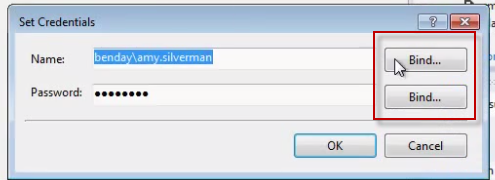 Set Credentials
Name: benday\amy.silverman Bind...
Password: •••••••• Bind...
OK Cancel